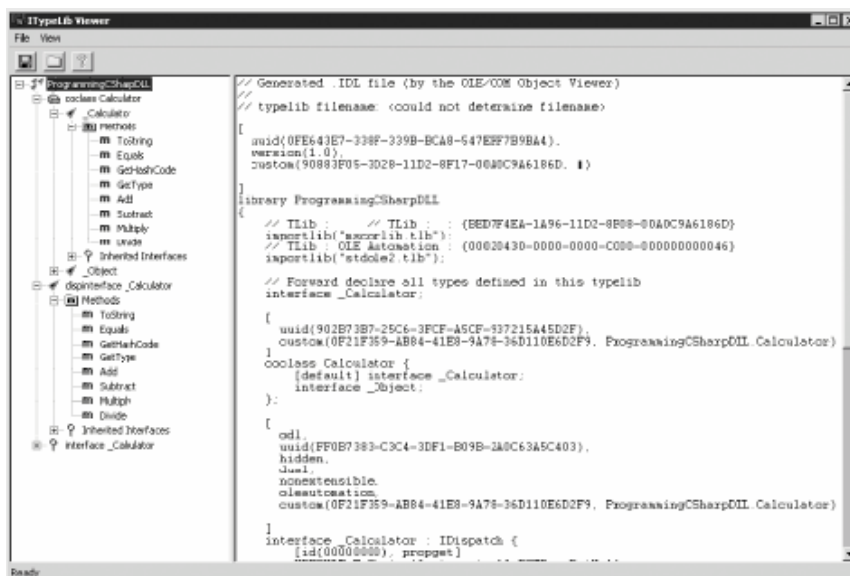 ITypeLib Viewer
File View
ProgrammingCSharpDLL
coclass Calculator
_Calculator
Methods
ToString
Equals
GetHashCode
GetType
Add
Subtract
Multiply
Divide
Inherited Interfaces
_Object
dispinterface _Calculator
Methods
ToString
Equals
GetHashCode
GetType
Add
Subtract
Multiply
Divide
Inherited Interfaces
interface _Calculator
// Generated .IDL file (by the OLE/COM Object Viewer)
//
// typelib filename: <could not determine filename>
[
uuid(0FE643E7-338F-339B-BCA8-547EFF7B9BA4),
version(1.0),
custom(90883F05-3D28-11D2-8F17-00A0C9A6186D, )
]
library ProgrammingCSharpDLL
{
// TLib : // TLib : : {BED7F4EA-1A96-11D2-8F08-00A0C9A6186D}
importlib("mscorlib.tlb");
// TLib : OLE Automation : {00020430-0000-0000-C000-000000000046}
importlib("stdole2.tlb");
// Forward declare all types defined in this typelib
interface _Calculator;
[
uuid(902B73B7-25C6-3FCF-A5CF-937215A45D2F),
custom(0F21F359-AB84-41E8-9A78-36D110E6D2F9, ProgrammingCSharpDLL.Calculator)
]
coclass Calculator {
[default] interface _Calculator;
interface _Object;
};
[
odl,
uuid(FF0B7383-C3C4-3DF1-B09B-2A0C63A5C403),
hidden,
dual,
nonextensible,
oleautomation,
custom(0F21F359-AB84-41E8-9A78-36D110E6D2F9, ProgrammingCSharpDLL.Calculator)
]
interface _Calculator : IDispatch {
[id(00000000), propget]
Ready